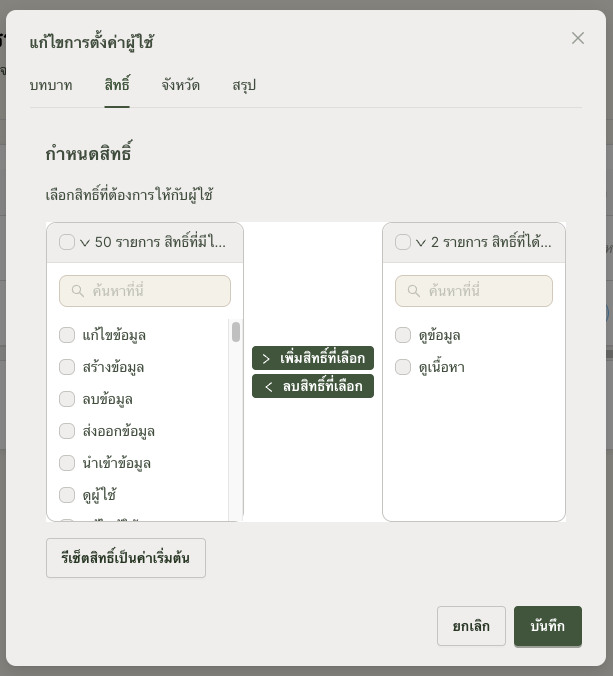 แก้ไขการตั้งค่าผู้ใช้
บทบาท สิทธิ์ จังหวัด สรุป
กำหนดสิทธิ์
เลือกสิทธิ์ที่ต้องการให้กับผู้ใช้
50 รายการ สิทธิ์ที่มีใ...
ค้นหาที่นี่
แก้ไขข้อมูล
สร้างข้อมูล
ลบข้อมูล
ส่งออกข้อมูล
นำเข้าข้อมูล
ดูผู้ใช้
เพิ่มสิทธิ์ที่เลือก
ลบสิทธิ์ที่เลือก
2 รายการ สิทธิ์ที่ได้...
ค้นหาที่นี่
ดูข้อมูล
ดูเนื้อหา
รีเซ็ตสิทธิ์เป็นค่าเริ่มต้น
ยกเลิก บันทึก